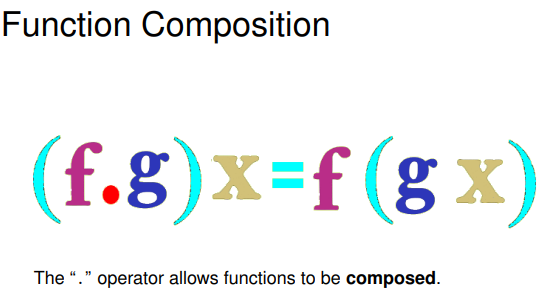 Function Composition
(f.g)x=f(g x)
The “.” operator allows functions to be composed.